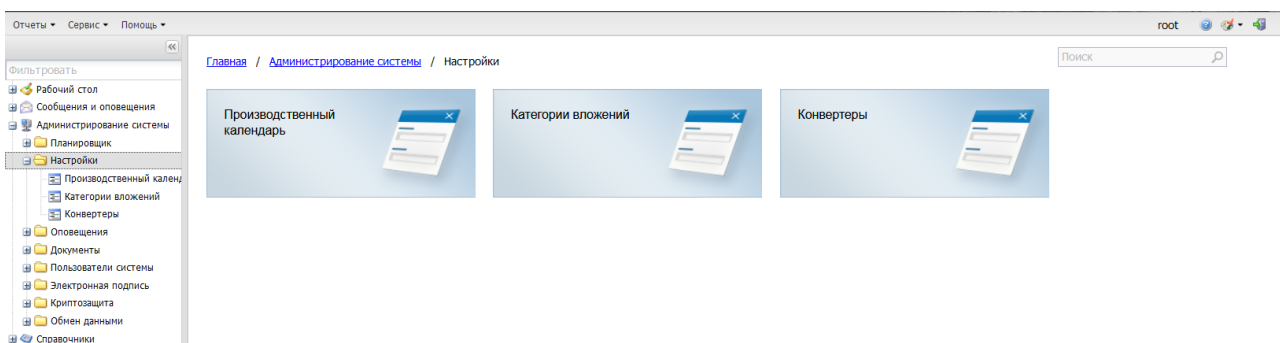 Отчеты Сервис Помощь root
Фильтровать
Рабочий стол
Сообщения и оповещения
Администрирование системы
Планировщик
Настройки
Производственный календ
Категории вложений
Конвертеры
Оповещения
Документы
Пользователи системы
Электронная подпись
Криптозащита
Обмен данными
Справочники
Главная / Администрирование системы / Настройки
Поиск
Производственный
календарь
Категории вложений
Конвертеры